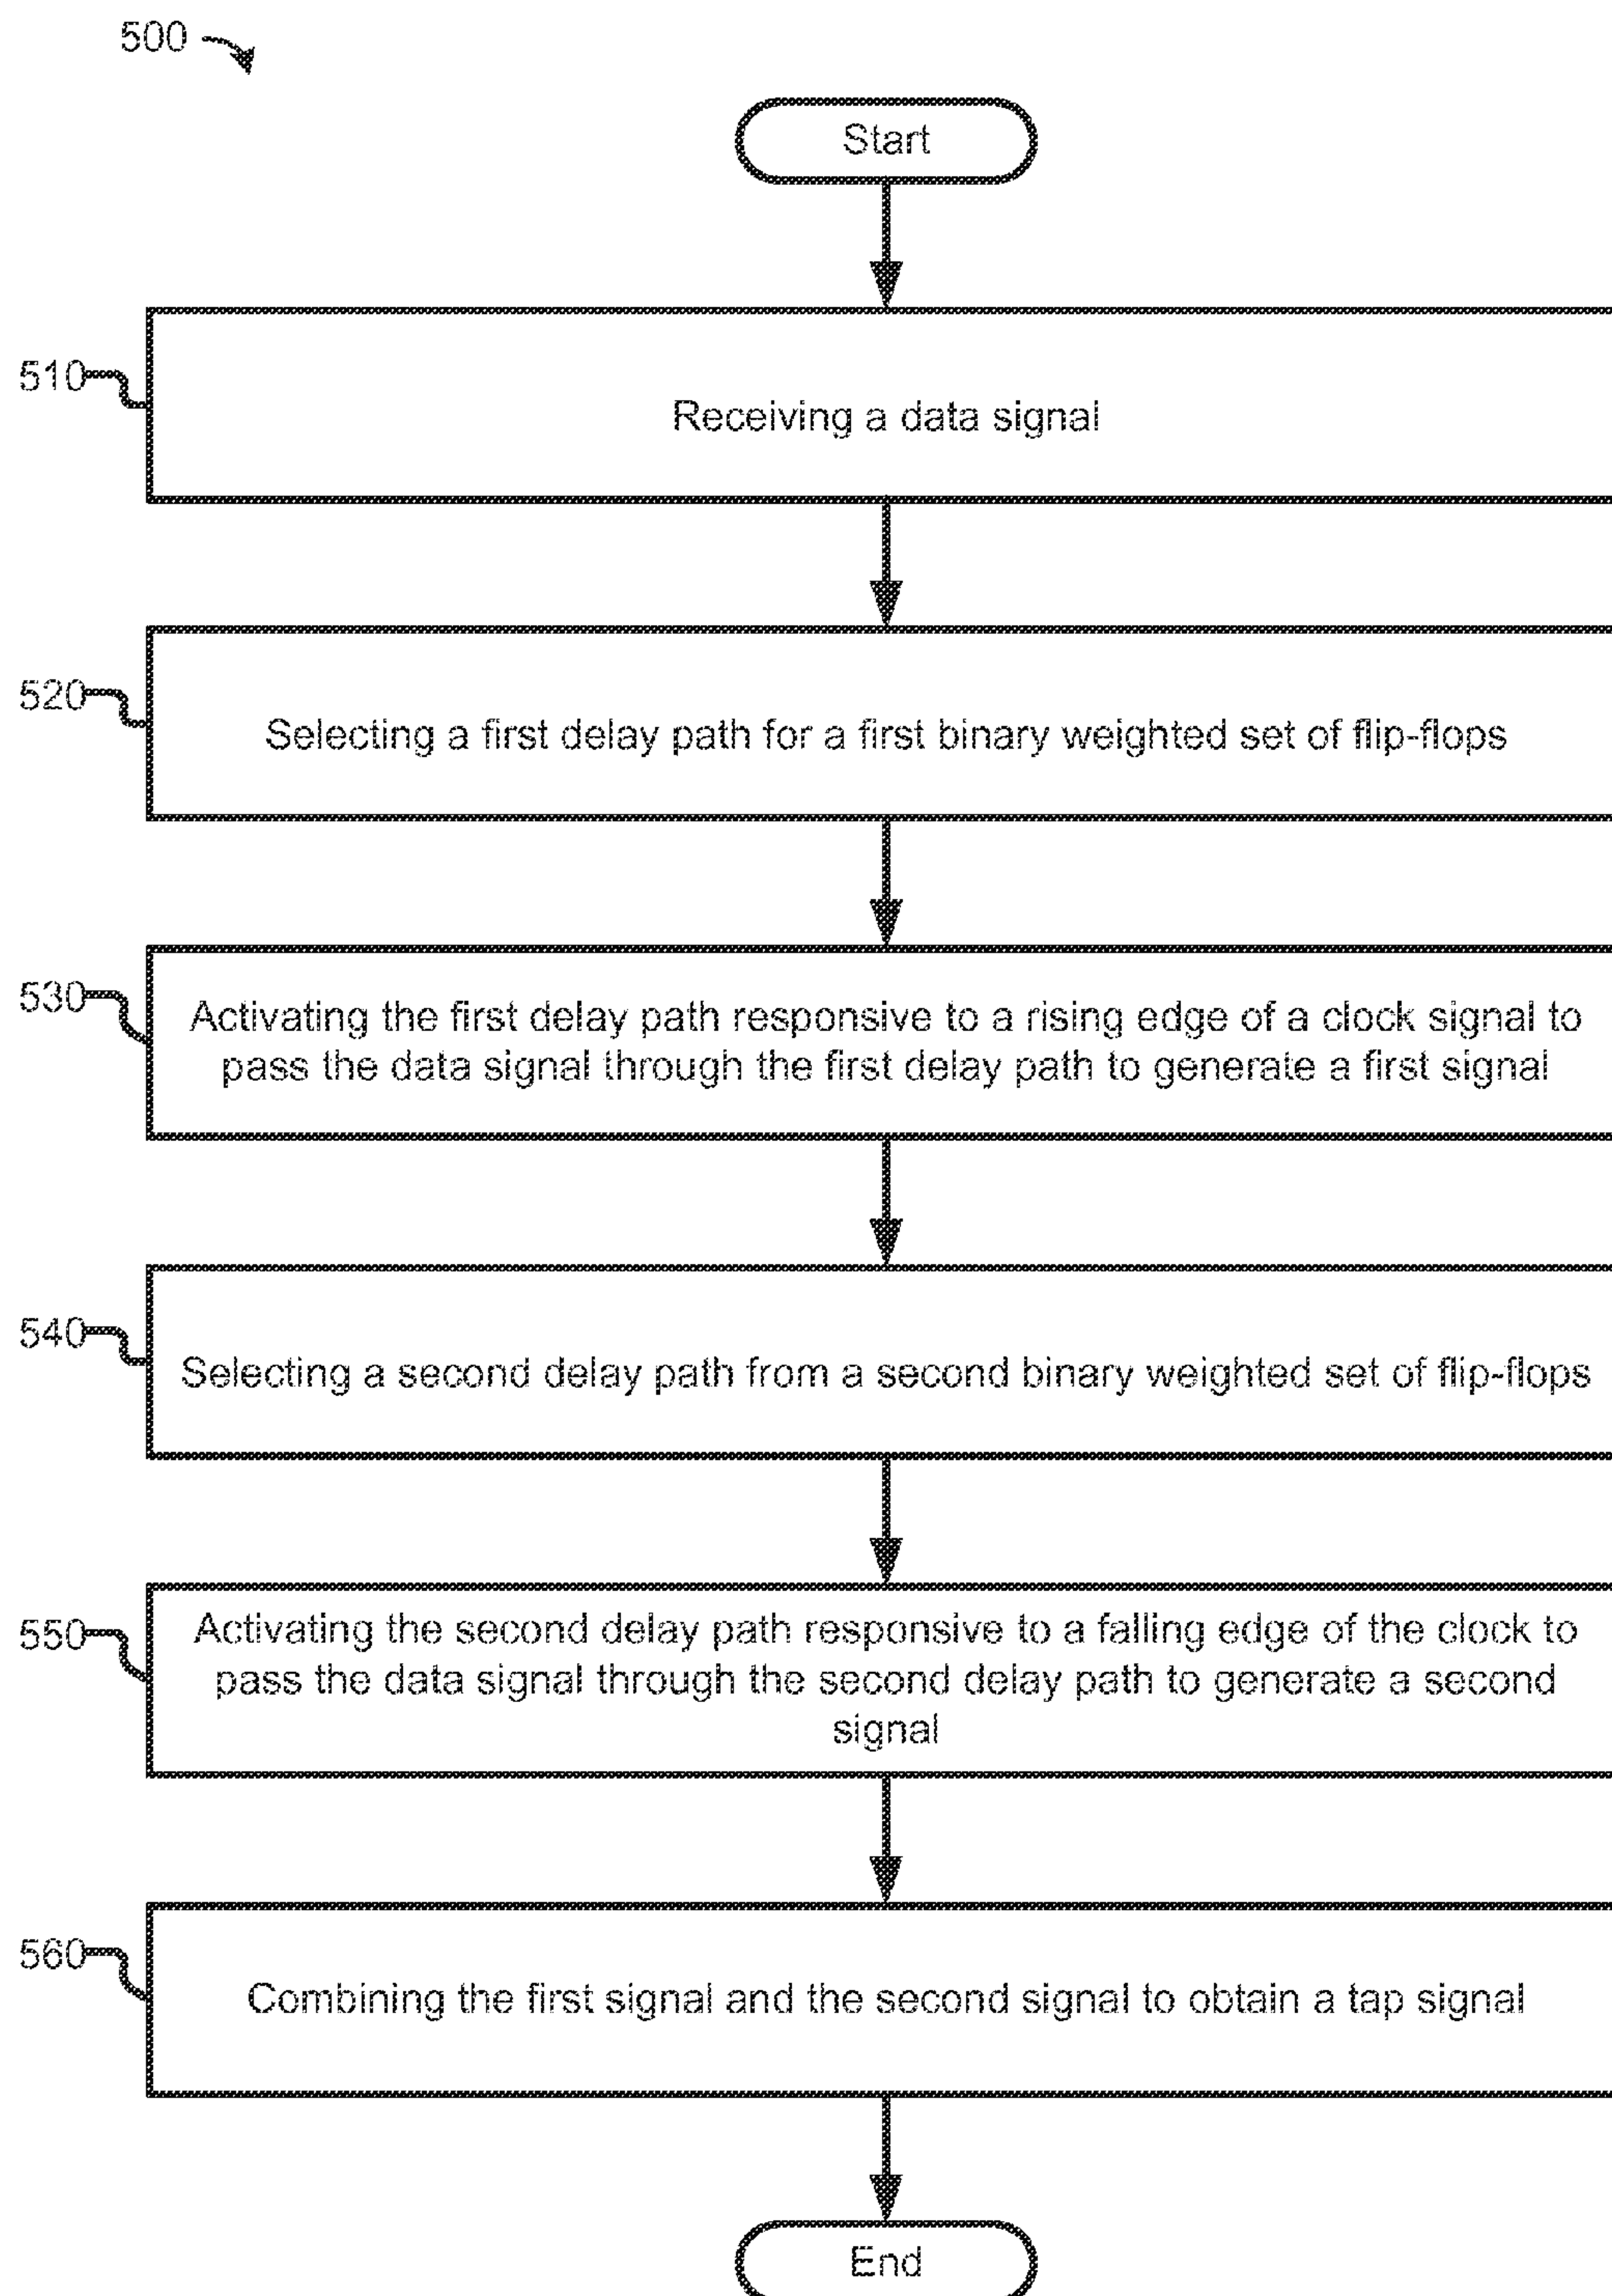 500
Start
510
Receiving a data signal
520
Selecting a first delay path for a first binary weighted set of flip-flops
530
Activating the first delay path responsive to a rising edge of a clock signal to
pass the data signal through the first delay path to generate a first signal
540
Selecting a second delay path from a second binary weighted set of flip-flops
550
Activating the second delay path responsive to a falling edge of the clock to
pass the data signal through the second delay path to generate a second
signal
560
Combining the first signal and the second signal to obtain a tap signal
End